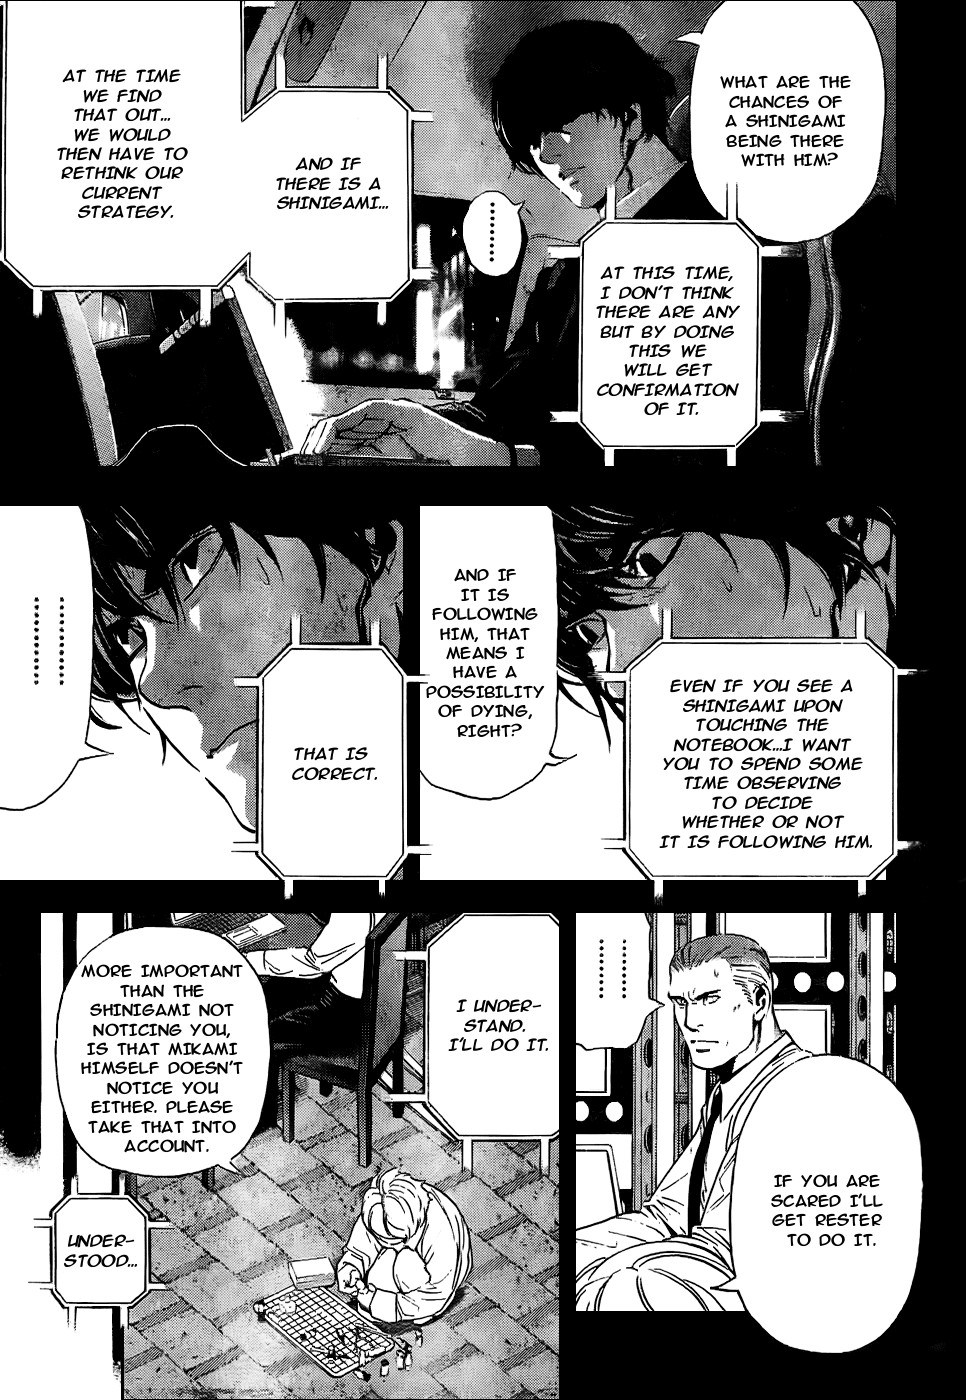 WHAT ARE THE
CHANCES OF
A SHINIGAMI
BEING THERE
WITH HIM?
AT THIS TIME,
I DON'T THINK
THERE ARE ANY
BUT BY DOING
THIS WE
WILL GET
CONFIRMATION
OF IT.
........
AND IF
THERE IS A
SHINIGAMI...
AT THE TIME
WE FIND
THAT OUT...
WE WOULD
THEN HAVE TO
RETHINK OUR
CURRENT
STRATEGY.
EVEN IF YOU SEE A
SHINIGAMI UPON
TOUCHING THE
NOTEBOOK...I WANT
YOU TO SPEND SOME
TIME OBSERVING
TO DECIDE
WHETHER OR NOT
IT IS FOLLOWING HIM.
AND IF
IT IS
FOLLOWING
HIM, THAT
MEANS I
HAVE A
POSSIBILITY
OF DYING,
RIGHT?
THAT IS
CORRECT.
........
........
........
........
IF YOU ARE
SCARED I'LL
GET RESTER
TO DO IT.
I UNDER-
STAND.
I'LL DO IT.
MORE IMPORTANT
THAN THE
SHINIGAMI NOT
NOTICING YOU,
IS THAT MIKAMI
HIMSELF DOESN'T
NOTICE YOU
EITHER. PLEASE
TAKE THAT INTO
ACCOUNT.
UNDER-
STOOD...